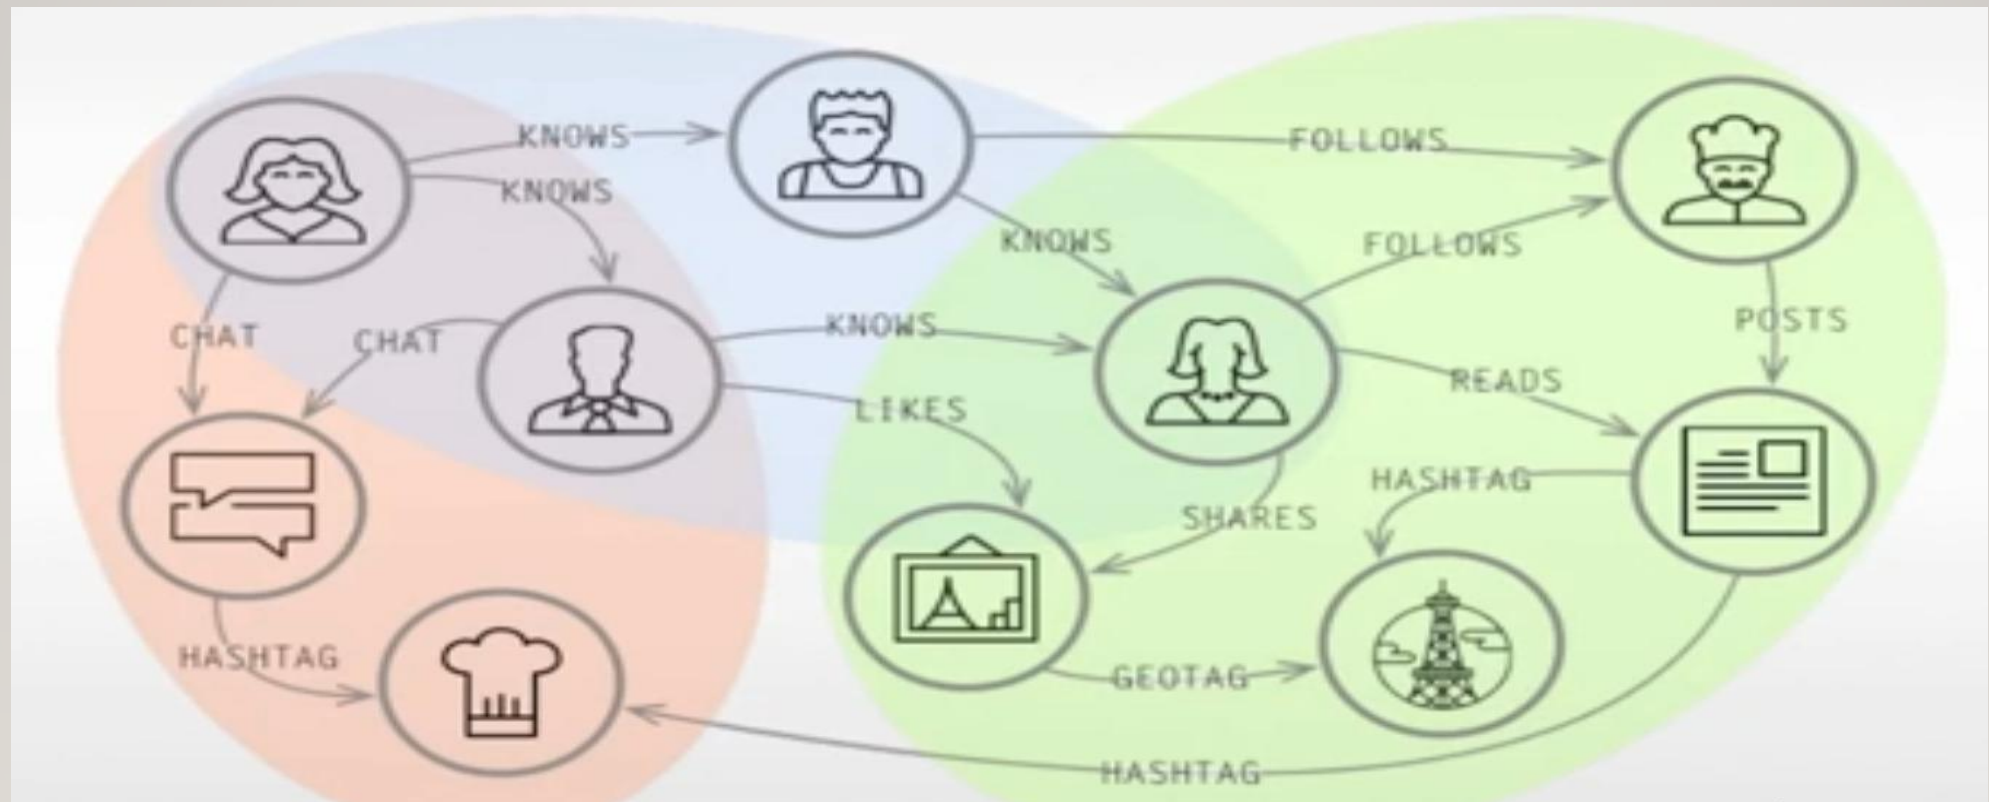 KNOWS
FOLLOWS
KNOWS
KNOWS
FOLLOWS
POSTS
CHAT
CHAT
KNOWS
READS
LIKES
HASHTAG
SHARES
HASHTAG
GEOTAG
HASHTAG